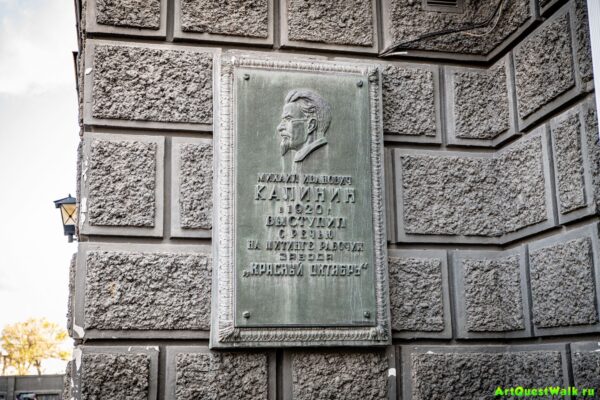 МИХАИЛ ИВАНОВИЧ
КАЛИНИН
в 1920 г
ВЫСТУПИЛ
С РЕЧЬЮ
НА МИТИНГЕ РАБОЧИХ
ЗАВОДА
„КРАСНЫЙ ОКТЯБРЬ"
ArtQuestWalk.ru